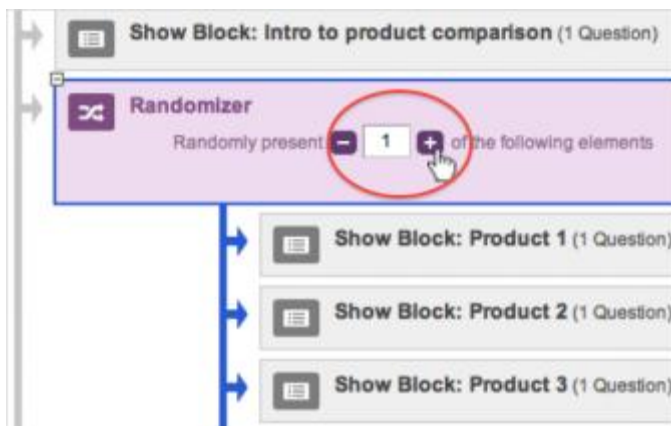 Show Block: Intro to product comparison (1 Question)
Randomizer
Randomly present 1 of the following elements
Show Block: Product 1 (1 Question)
Show Block: Product 2 (1 Question)
Show Block: Product 3 (1 Question)